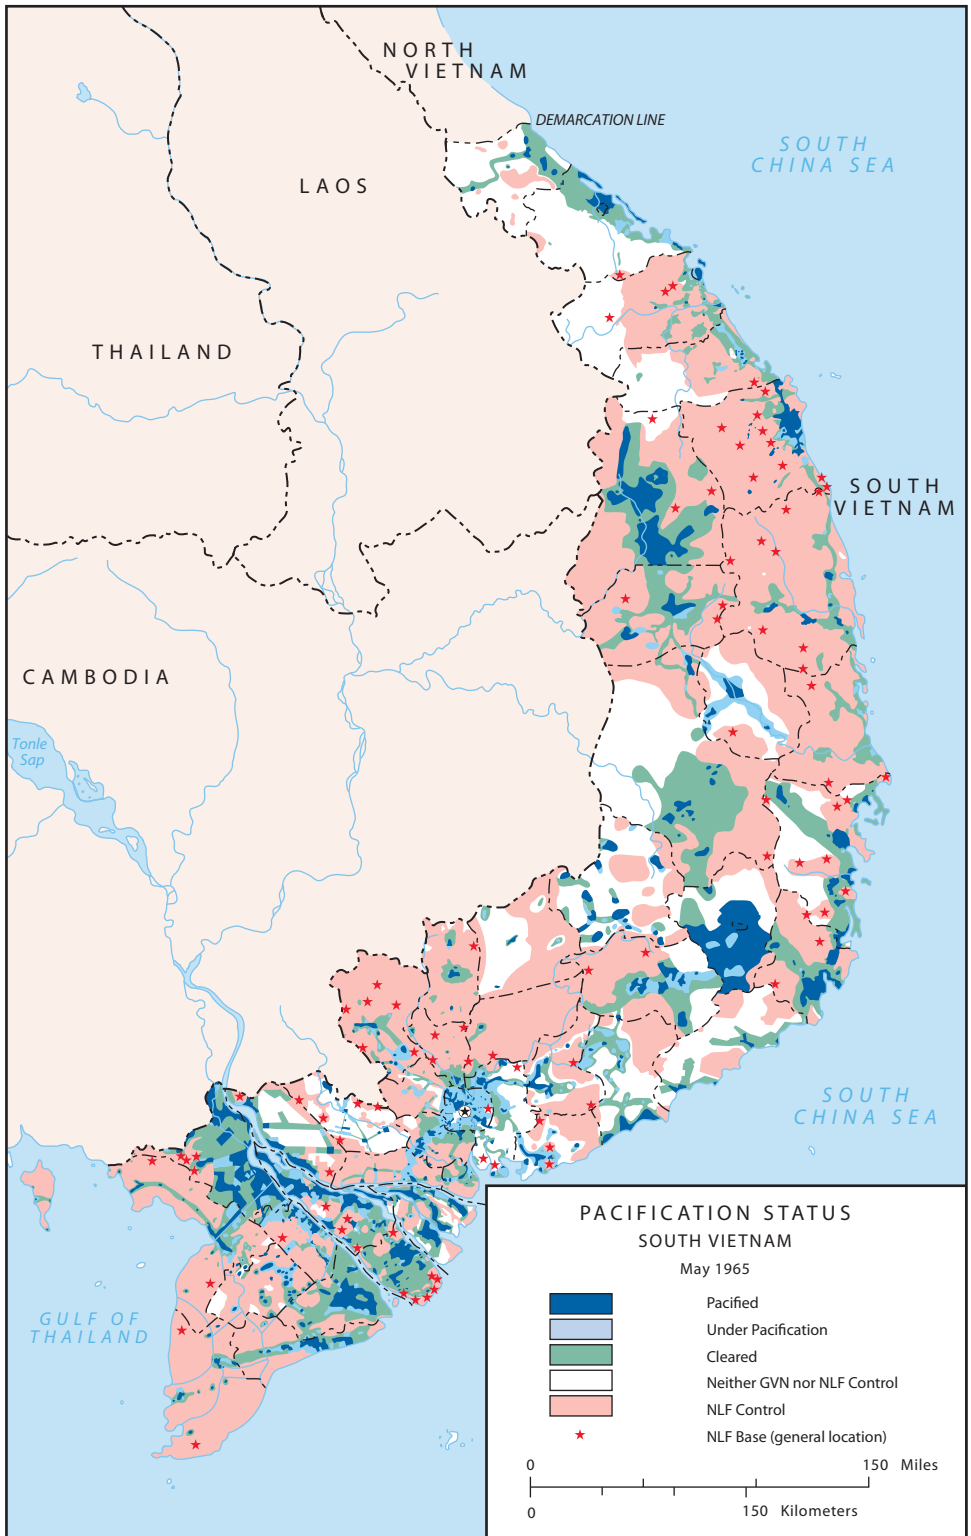 NORTH
VIETNAM
DEMARCATION LINE
SOUTH
CHINA SEA
LAOS
THAILAND
SOUTH
VIETNAM
CAMBODIA
Tonle
Sap
SOUTH
CHINA SEA
GULF OF
THAILAND
PACIFICATION STATUS
SOUTH VIETNAM
May 1965
Pacified
Under Pacification
Cleared
Neither GVN nor NLF Control
NLF Control
NLF Base (general location)
0 150 Miles
0 150 Kilometers